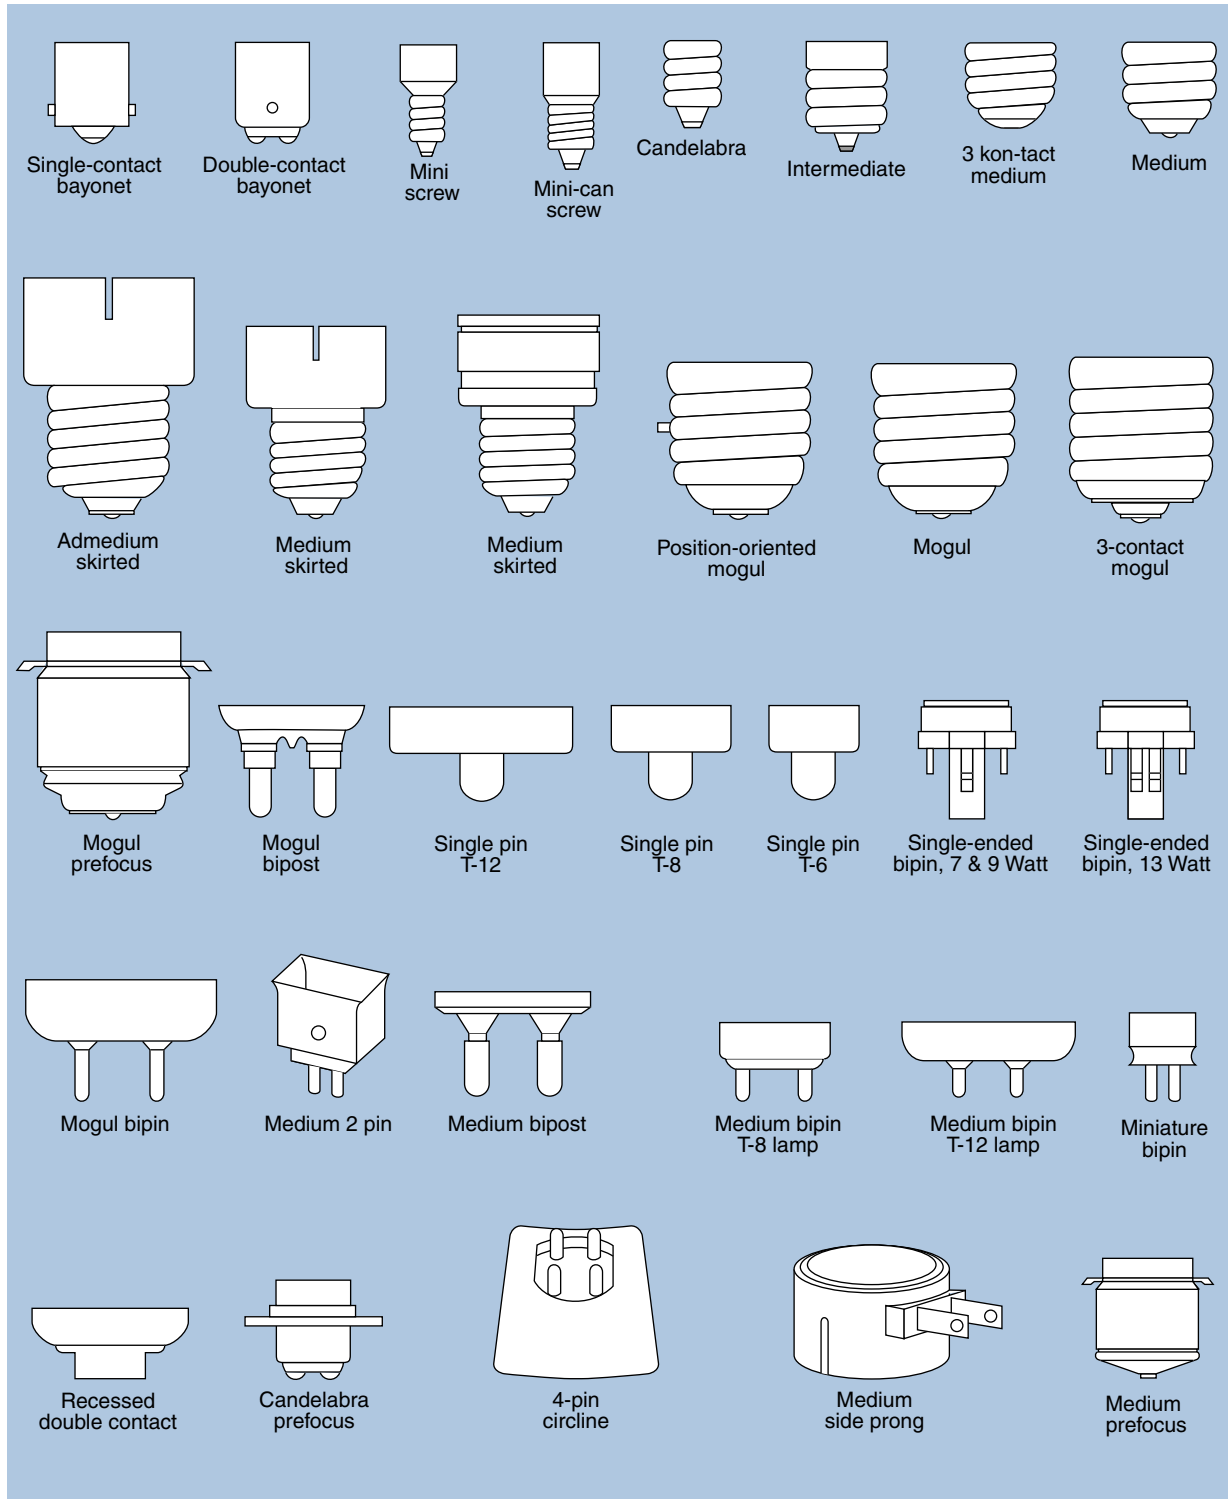 Single-contact
bayonet
Double-contact
bayonet
Mini
screw
Mini-can
screw
Candelabra
Intermediate
3 kon-tact
medium
Medium
Admedium
skirted
Medium
skirted
Medium
skirted
Position-oriented
mogul
Mogul
3-contact
mogul
Mogul
prefocus
Mogul
bipost
Single pin
T-12
Single pin
T-8
Single pin
T-6
Single-ended
bipin, 7 & 9 Watt
Single-ended
bipin, 13 Watt
Mogul bipin
Medium 2 pin
Medium bipost
Medium bipin
T-8 lamp
Medium bipin
T-12 lamp
Miniature
bipin
Recessed
double contact
Candelabra
prefocus
4-pin
circline
Medium
side prong
Medium
prefocus